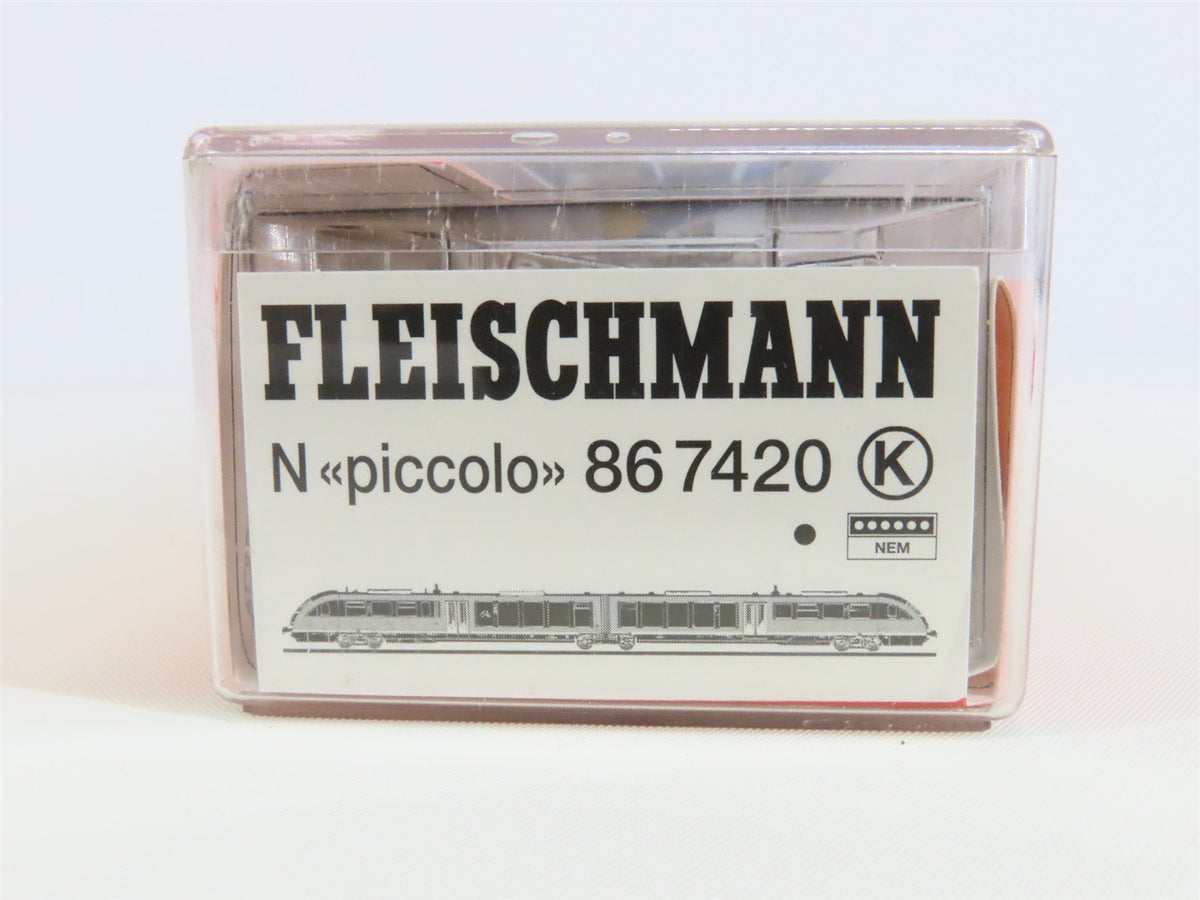 FLEISCHMANN
N «piccolo» 86 7420 K
NEM